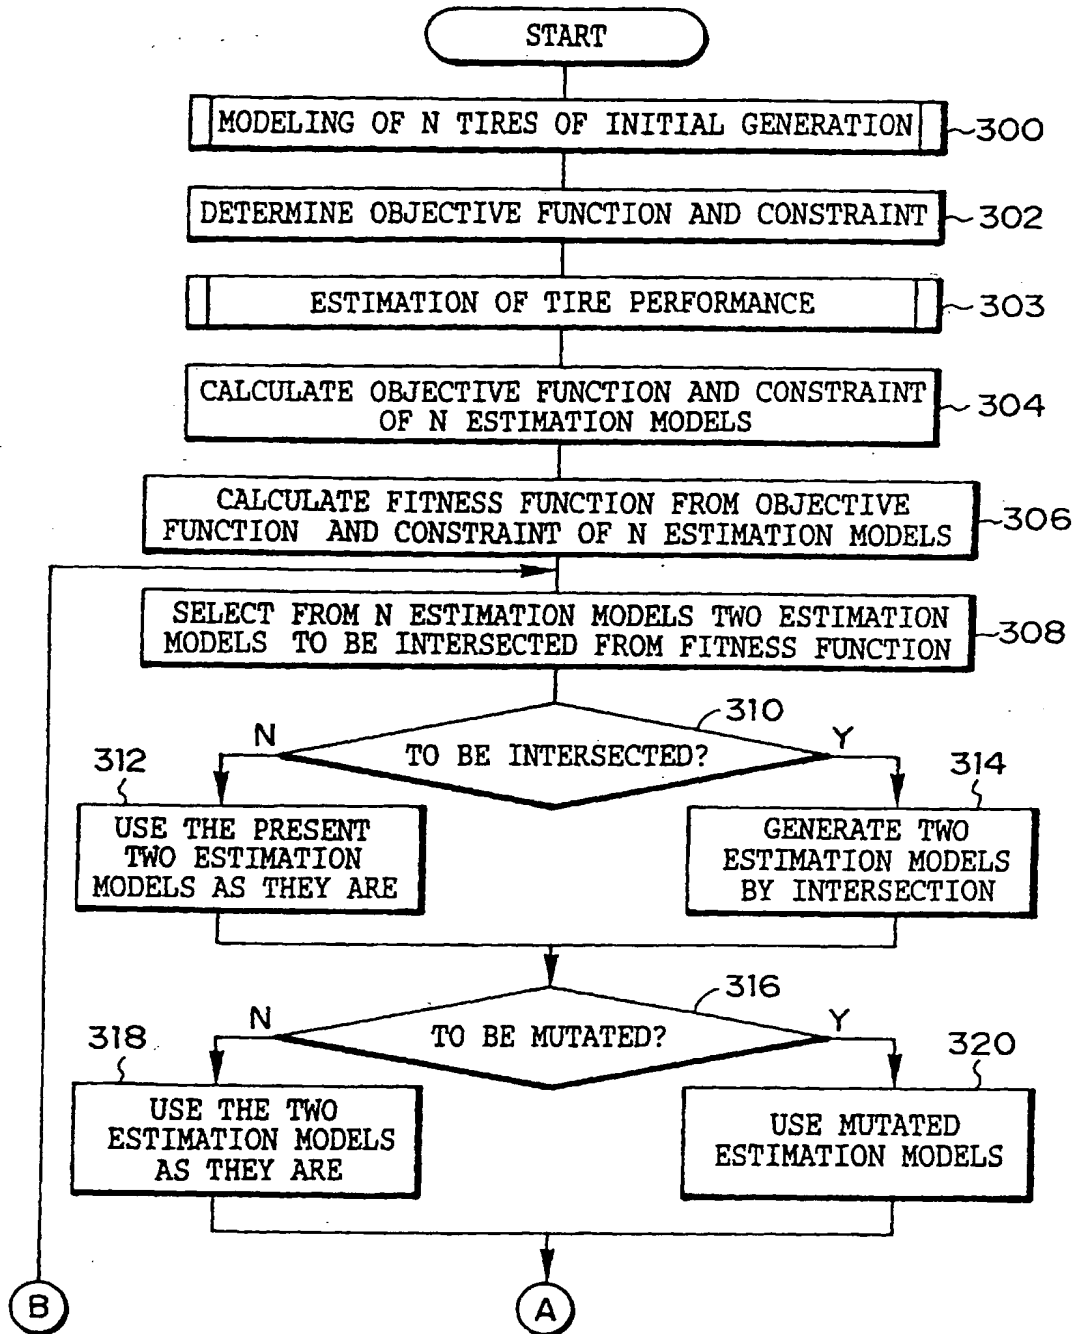 START
MODELING OF N TIRES OF INITIAL GENERATION
300
DETERMINE OBJECTIVE FUNCTION AND CONSTRAINT
302
ESTIMATION OF TIRE PERFORMANCE
303
CALCULATE OBJECTIVE FUNCTION AND CONSTRAINT
OF N ESTIMATION MODELS
304
CALCULATE FITNESS FUNCTION FROM OBJECTIVE
FUNCTION AND CONSTRAINT OF N ESTIMATION MODELS
306
SELECT FROM N ESTIMATION MODELS TWO ESTIMATION
MODELS TO BE INTERSECTED FROM FITNESS FUNCTION
308
310
N
TO BE INTERSECTED?
Y
312
USE THE PRESENT
TWO ESTIMATION
MODELS AS THEY ARE
314
GENERATE TWO
ESTIMATION MODELS
BY INTERSECTION
316
N
TO BE MUTATED?
Y
318
USE THE TWO
ESTIMATION MODELS
AS THEY ARE
320
USE MUTATED
ESTIMATION MODELS
B
A